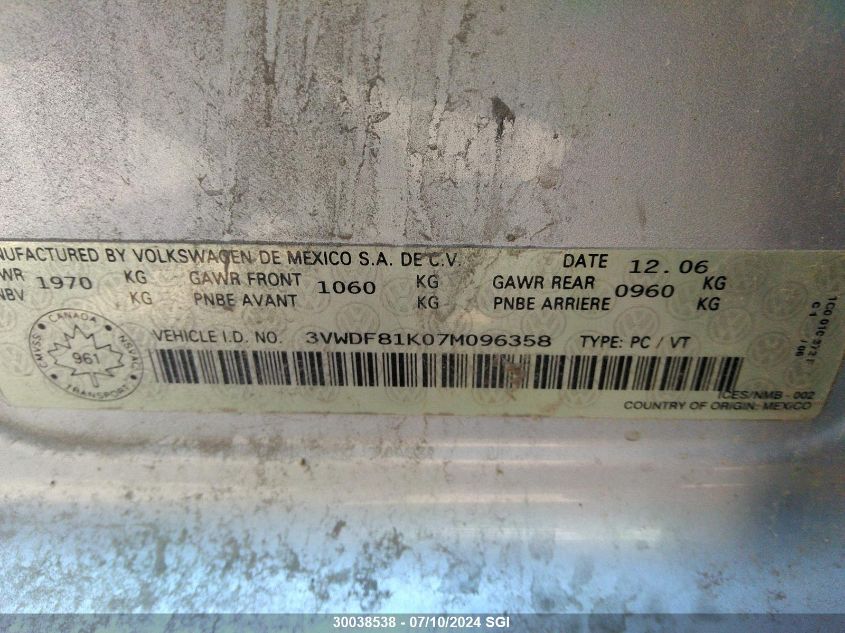 NUFACTURED BY VOLKSWAGEN DE MEXICO S.A. DE C.V. DATE 12.06
WR 1970 KG GAWR FRONT 1060 KG GAWR REAR 0960 KG
NBV KG PNBE AVANT KG PNBE ARRIERE KG
VEHICLE I.D. NO. 3VWDF81K07M096358 TYPE: PC / VT
CANADA
CMVSS 961 NSVAC
TRANSPORT
ICES/NMB - 002
COUNTRY OF ORIGIN: MEXICO
30038538 - 07/10/2024 SGI